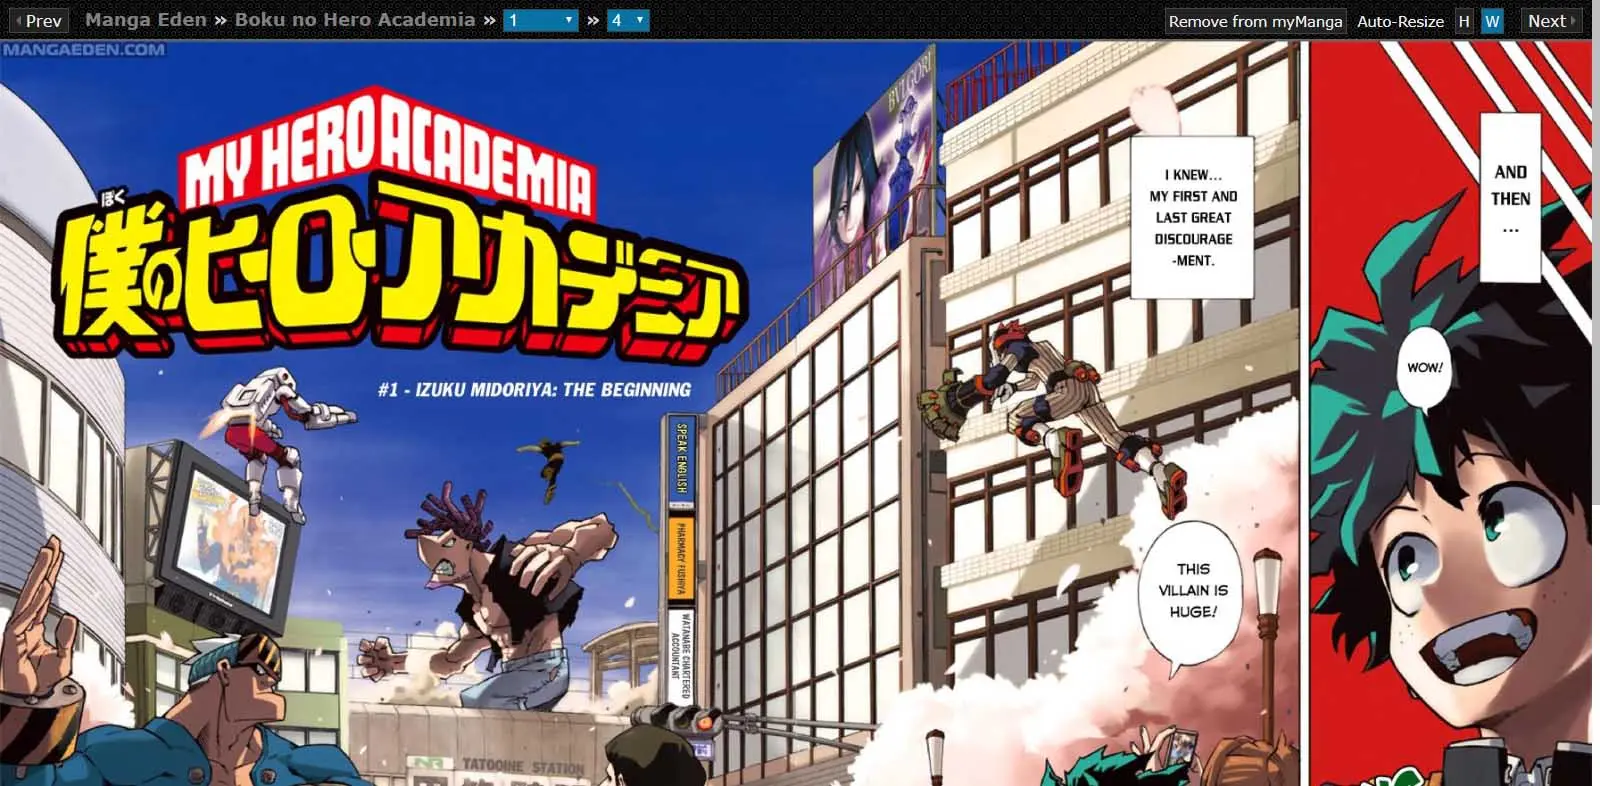 Prev Manga Eden » Boku no Hero Academia » 1 » 4 Remove from myManga Auto-Resize H W Next
MANGAEDEN.COM
MY HERO ACADEMIA
ぼく
僕のヒーローアカデミア
#1 - IZUKU MIDORIYA: THE BEGINNING
BVLGORI
I KNEW...
MY FIRST AND
LAST GREAT
DISCOURAGE
-MENT.
AND
THEN
...
WOW!
SPEAK ENGLISH
PHARMACY FUSHIYA
WATANABE CHARTERED
ACCOUNTANT
THIS
VILLAIN IS
HUGE!
TATOOINE STATION